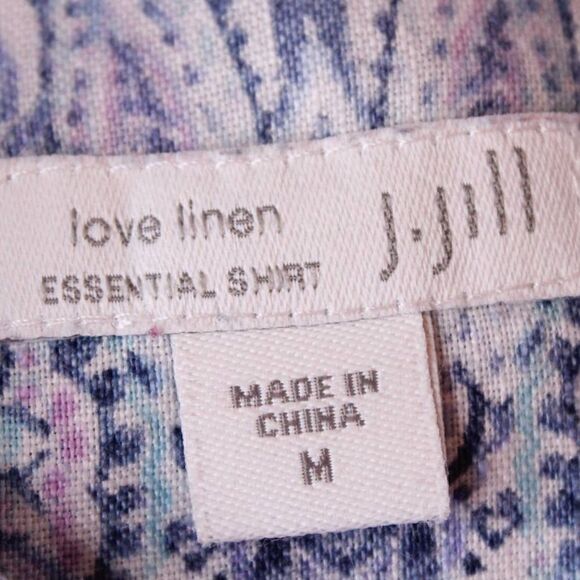 love linen
ESSENTIAL SHIRT
J.Jill
MADE IN
CHINA
M